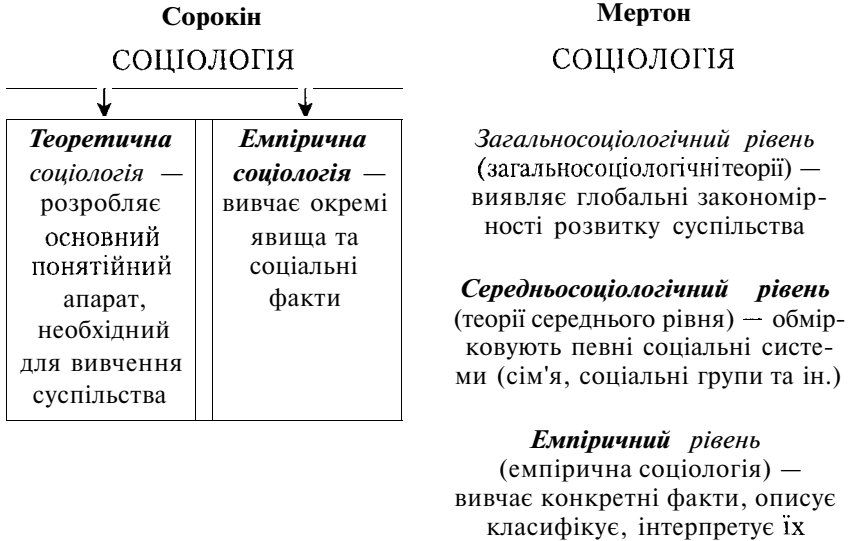 Сорокін
СОЦІОЛОГІЯ
Теоретична
соціологія —
розробляє
основний
понятійний
апарат,
необхідний
для вивчення
суспільства
Емпірична
соціологія —
вивчає окремі
явища та
соціальні
факти
Мертон
СОЦІОЛОГІЯ
Загальносоціологічний рівень
(загальносоціологічні теорії) —
виявляє глобальні закономір-
ності розвитку суспільства
Середньосоціологічний рівень
(теорії середнього рівня) — обмір-
ковують певні соціальні систе-
ми (сім'я, соціальні групи та ін.)
Емпіричний рівень
(емпірична соціологія) —
вивчає конкретні факти, описує
класифікує, інтерпретує їх